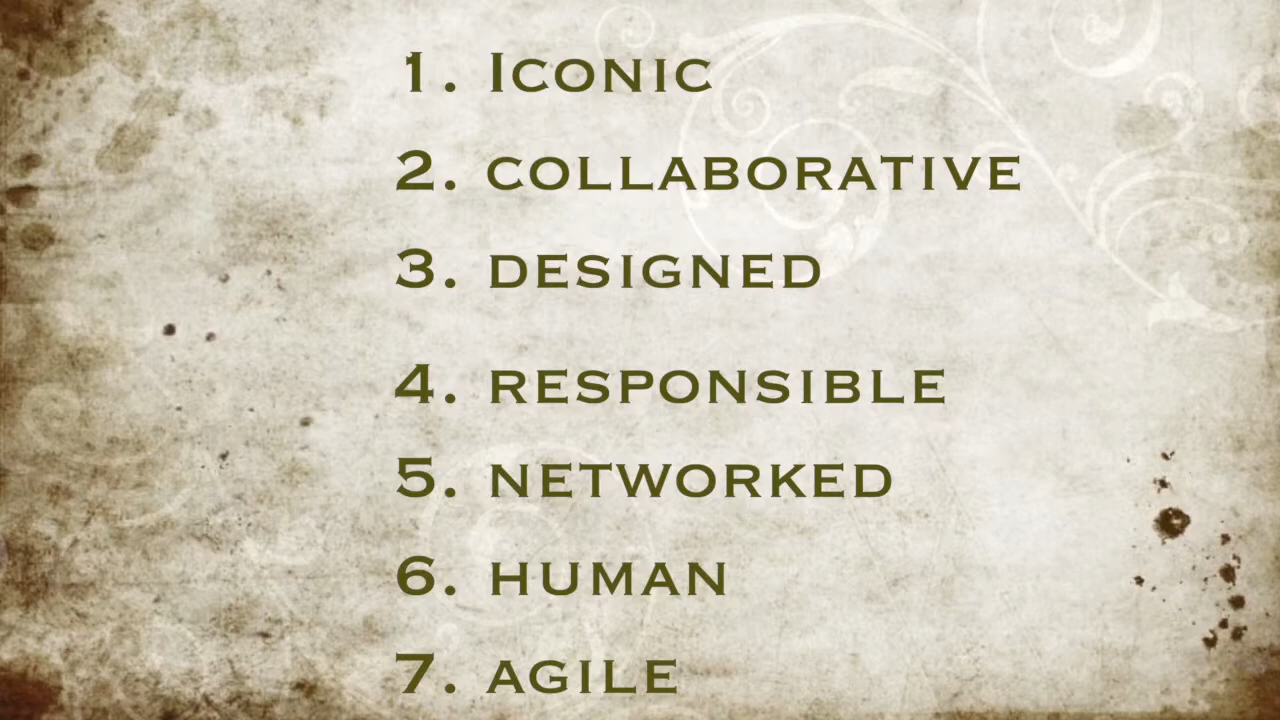 1. Iconic
2. collaborative
3. designed
4. responsible
5. networked
6. human
7. agile